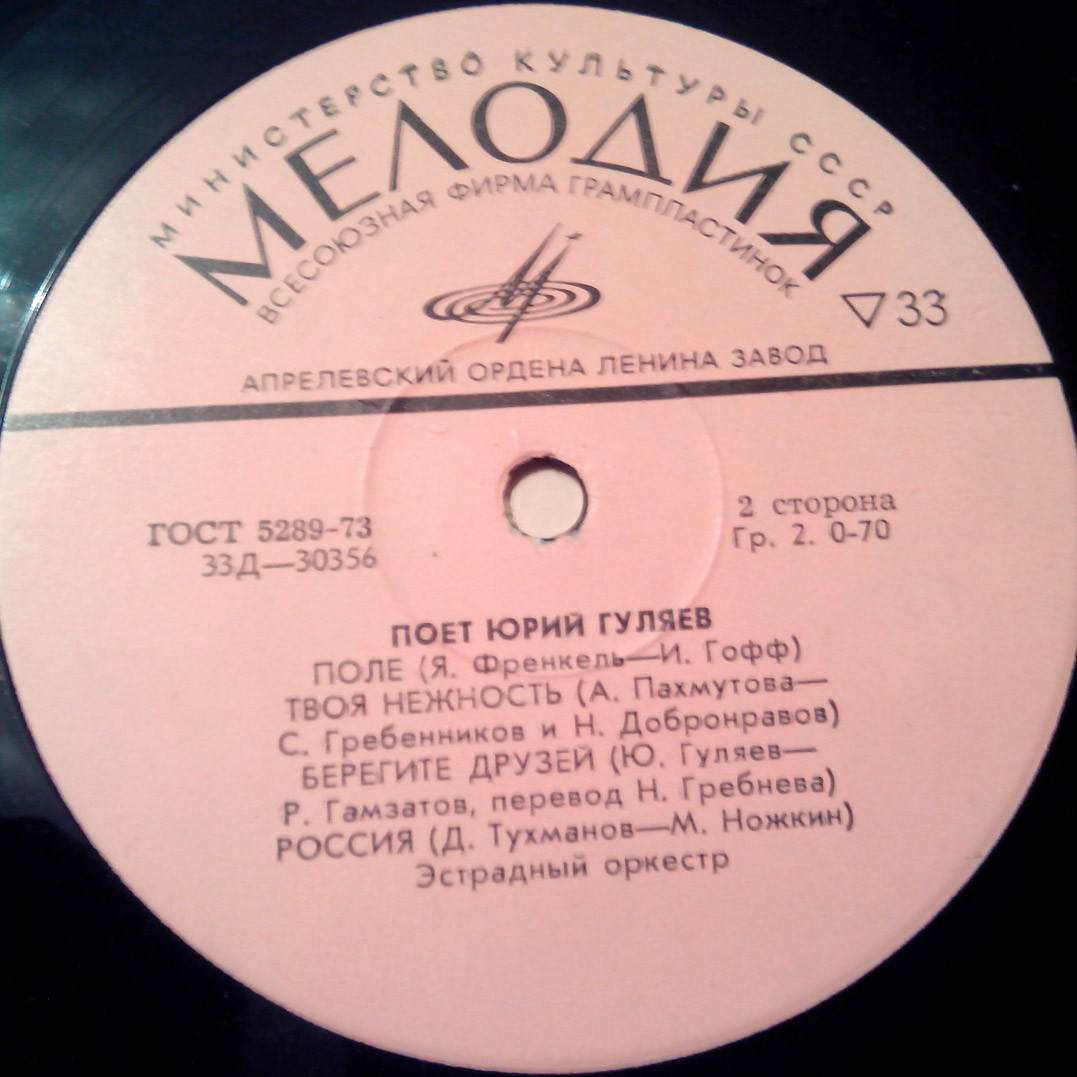 МИНИСТЕРСТВО КУЛЬТУРЫ СССР
МЕЛОДИЯ
ВСЕСОЮЗНАЯ ФИРМА ГРАМПЛАСТИНОК
▽33
АПРЕЛЕВСКИЙ ОРДЕНА ЛЕНИНА ЗАВОД
ГОСТ 5289-73
33Д—30356
2 сторона
Гр. 2. 0-70
ПОЕТ ЮРИЙ ГУЛЯЕВ
ПОЛЕ (Я. Френкель—И. Гофф)
ТВОЯ НЕЖНОСТЬ (А. Пахмутова—
С. Гребенников и Н. Добронравов)
БЕРЕГИТЕ ДРУЗЕЙ (Ю. Гуляев—
Р. Гамзатов, перевод Н. Гребнева)
РОССИЯ (Д. Тухманов—М. Ножкин)
Эстрадный оркестр